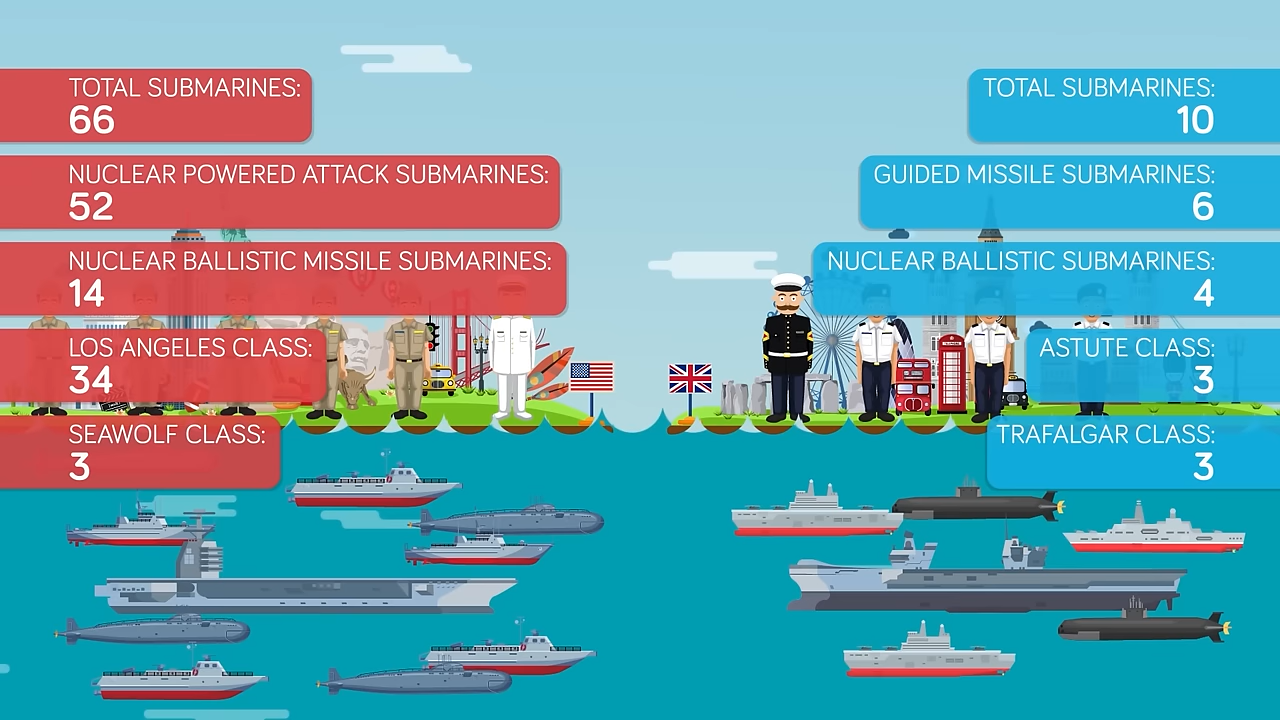 TOTAL SUBMARINES:
66
NUCLEAR POWERED ATTACK SUBMARINES:
52
NUCLEAR BALLISTIC MISSILE SUBMARINES:
14
LOS ANGELES CLASS:
34
SEAWOLF CLASS:
3
TOTAL SUBMARINES:
10
GUIDED MISSILE SUBMARINES:
6
NUCLEAR BALLISTIC SUBMARINES:
4
ASTUTE CLASS:
3
TRAFALGAR CLASS:
3